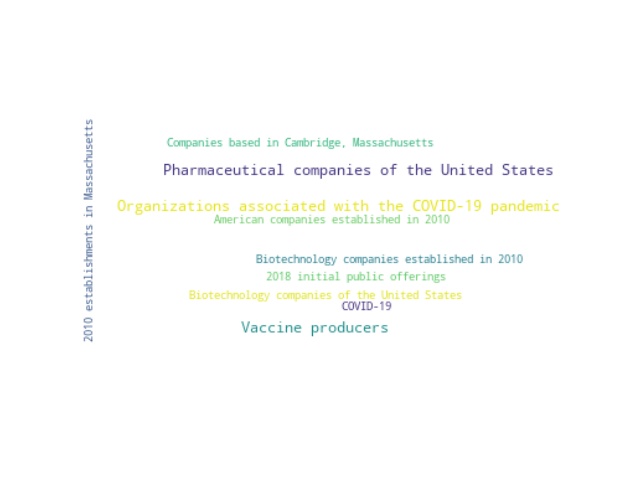 2010 establishments in Massachusetts
Companies based in Cambridge, Massachusetts
Pharmaceutical companies of the United States
Organizations associated with the COVID-19 pandemic
American companies established in 2010
Biotechnology companies established in 2010
2018 initial public offerings
Biotechnology companies of the United States
COVID-19
Vaccine producers